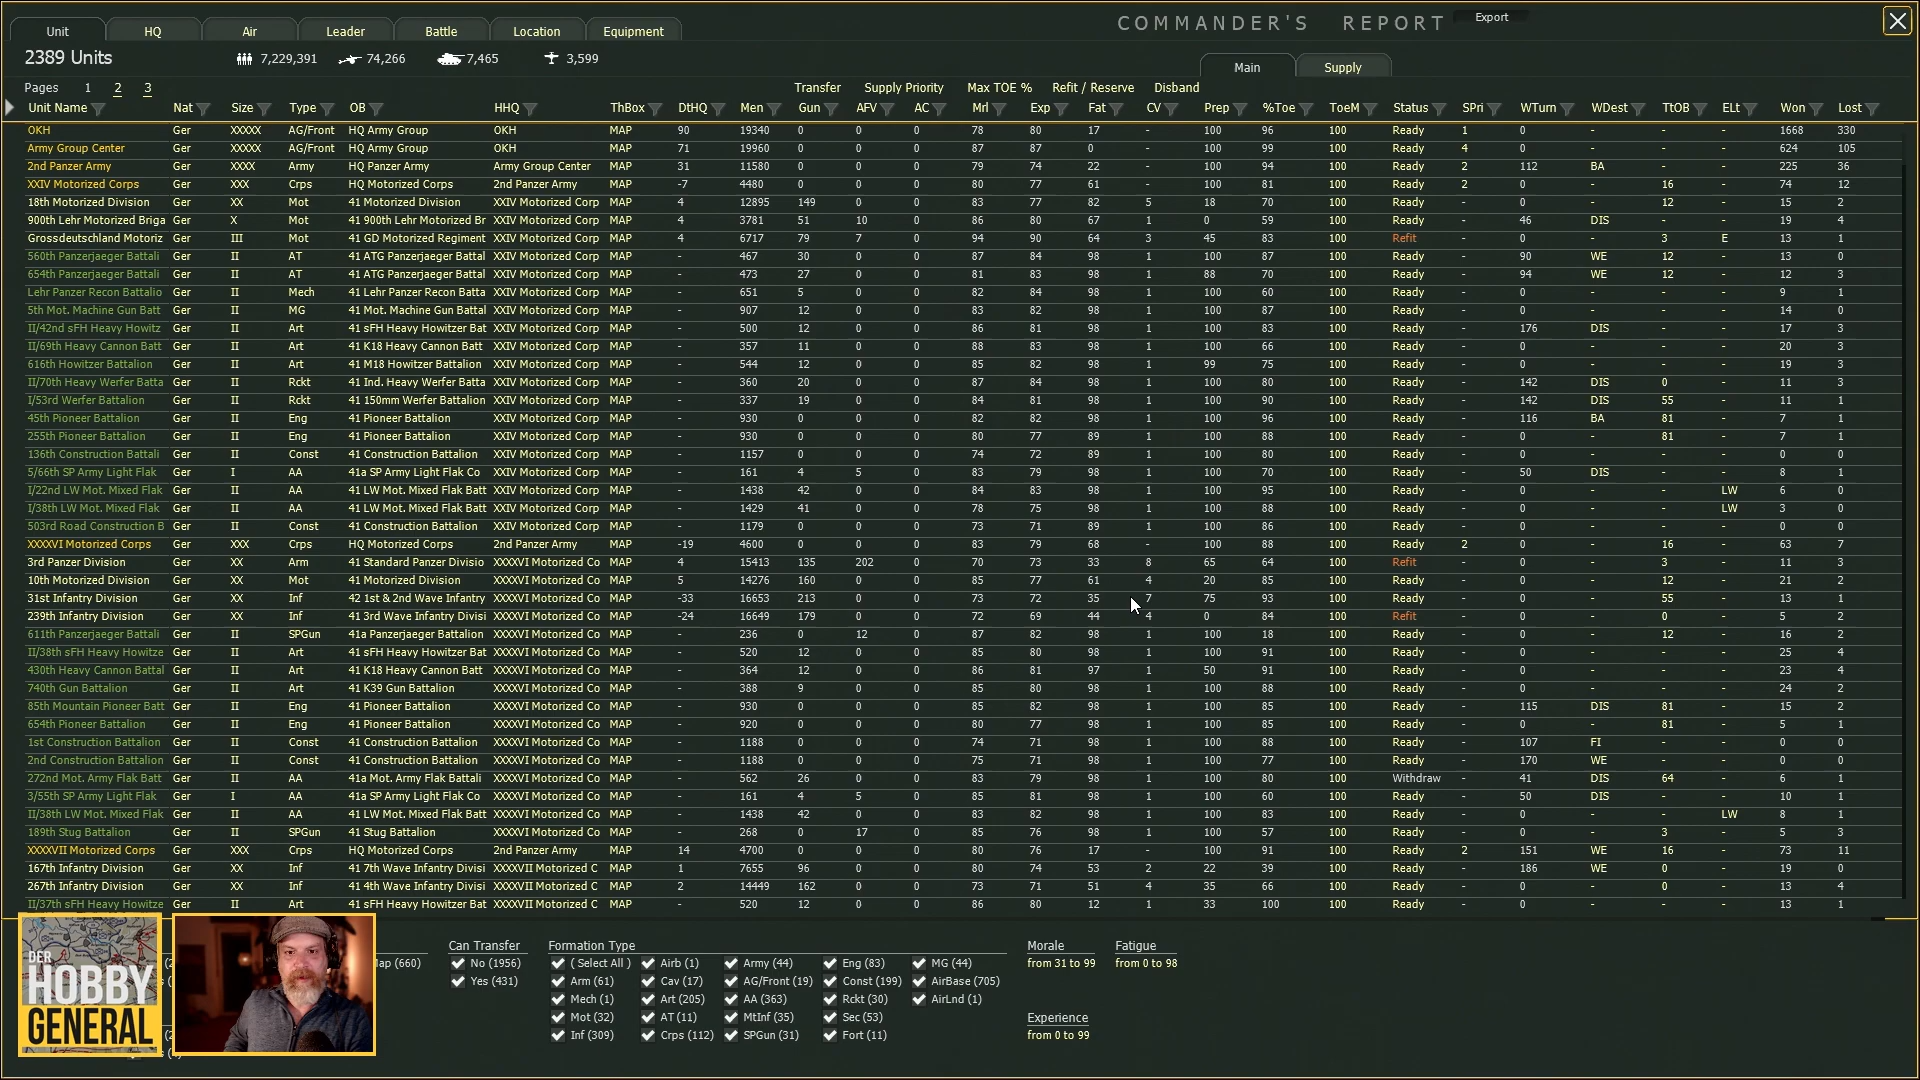 Unit HQ Air Leader Battle Location Equipment COMMANDER'S REPORT Export
2389 Units 7,229,391 74,266 7,465 3,599 Main Supply
Pages 1 2 3 Transfer Supply Priority Max TOE % Refit / Reserve Disband
Unit Name Nat Size Type OB HHQ ThBox DtHQ Men Gun AFV AC Mrl Exp Fat CV Prep %Toe ToeM Status SPri WTurn WDest TtOB ELt Won Lost
OKH Ger XXXXX AG/Front HQ Army Group OKH MAP 90 19340 0 0 0 78 80 17 - 100 96 100 Ready 1 0 - - - 1668 330
Army Group Center Ger XXXXX AG/Front HQ Army Group OKH MAP 71 19960 0 0 0 87 87 0 - 100 99 100 Ready 4 0 - - - 624 105
2nd Panzer Army Ger XXXX Army HQ Panzer Army Army Group Center MAP 31 11580 0 0 0 79 74 22 - 100 94 100 Ready 2 112 BA - - 225 36
XXIV Motorized Corps Ger XXX Crps HQ Motorized Corps 2nd Panzer Army MAP -7 4480 0 0 0 80 77 61 - 100 81 100 Ready 2 0 - 16 - 74 12
18th Motorized Division Ger XX Mot 41 Motorized Division XXIV Motorized Corp MAP 4 12895 149 0 0 83 77 82 5 18 70 100 Ready - 0 - 12 - 15 2
900th Lehr Motorized Briga Ger X Mot 41 900th Lehr Motorized Br XXIV Motorized Corp MAP 4 3781 51 10 0 86 80 67 1 0 59 100 Ready - 46 DIS - - 19 4
Grossdeutschland Motoriz Ger III Mot 41 GD Motorized Regiment XXIV Motorized Corp MAP 4 6717 79 7 0 94 90 64 3 45 83 100 Refit - 0 - 3 E 13 1
560th Panzerjaeger Battali Ger II AT 41 ATG Panzerjaeger Battal XXIV Motorized Corp MAP - 467 30 0 0 87 84 98 1 100 87 100 Ready - 90 WE 12 - 13 0
654th Panzerjaeger Battali Ger II AT 41 ATG Panzerjaeger Battal XXIV Motorized Corp MAP - 473 27 0 0 81 83 98 1 88 70 100 Ready - 94 WE 12 - 12 3
Lehr Panzer Recon Battalio Ger II Mech 41 Lehr Panzer Recon Batta XXIV Motorized Corp MAP - 651 5 0 0 82 84 98 1 100 60 100 Ready - 0 - - - 9 1
5th Mot. Machine Gun Batt Ger II MG 41 Mot. Machine Gun Battal XXIV Motorized Corp MAP - 907 12 0 0 83 82 98 1 100 87 100 Ready - 0 - - - 14 0
II/42nd sFH Heavy Howitz Ger II Art 41 sFH Heavy Howitzer Bat XXIV Motorized Corp MAP - 500 12 0 0 86 81 98 1 100 83 100 Ready - 176 DIS - - 17 3
II/69th Heavy Cannon Batt Ger II Art 41 K18 Heavy Cannon Batt XXIV Motorized Corp MAP - 357 11 0 0 88 83 98 1 100 66 100 Ready - 0 - - - 20 3
616th Howitzer Battalion Ger II Art 41 M18 Howitzer Battalion XXIV Motorized Corp MAP - 544 12 0 0 85 82 98 1 99 75 100 Ready - 0 - - - 19 3
II/70th Heavy Werfer Batta Ger II Rckt 41 Ind. Heavy Werfer Batta XXIV Motorized Corp MAP - 360 20 0 0 87 84 98 1 100 80 100 Ready - 142 DIS 0 - 11 3
I/53rd Werfer Battalion Ger II Rckt 41 150mm Werfer Battalion XXIV Motorized Corp MAP - 337 19 0 0 84 81 98 1 100 90 100 Ready - 142 DIS 55 - 11 1
45th Pioneer Battalion Ger II Eng 41 Pioneer Battalion XXIV Motorized Corp MAP - 930 0 0 0 82 82 98 1 100 96 100 Ready - 116 BA 81 - 7 1
255th Pioneer Battalion Ger II Eng 41 Pioneer Battalion XXIV Motorized Corp MAP - 930 0 0 0 80 77 89 1 100 88 100 Ready - 0 - 81 - 7 1
136th Construction Battali Ger II Const 41 Construction Battalion XXIV Motorized Corp MAP - 1157 0 0 0 74 72 89 1 100 80 100 Ready - 0 - - - 0 0
5/66th SP Army Light Flak Ger I AA 41a SP Army Light Flak Co XXIV Motorized Corp MAP - 161 4 5 0 83 79 98 1 100 70 100 Ready - 50 DIS - - 8 1
I/22nd LW Mot. Mixed Flak Ger II AA 41 LW Mot. Mixed Flak Batt XXIV Motorized Corp MAP - 1438 42 0 0 84 83 98 1 100 95 100 Ready - 0 - - LW 6 0
I/38th LW Mot. Mixed Flak Ger II AA 41 LW Mot. Mixed Flak Batt XXIV Motorized Corp MAP - 1429 41 0 0 78 75 98 1 100 88 100 Ready - 0 - - LW 3 0
503rd Road Construction B Ger II Const 41 Construction Battalion XXIV Motorized Corp MAP - 1179 0 0 0 73 71 89 1 100 86 100 Ready - 0 - - - 0 0
XXXXVI Motorized Corps Ger XXX Crps HQ Motorized Corps 2nd Panzer Army MAP -19 4600 0 0 0 83 79 68 - 100 88 100 Ready 2 0 - 16 - 63 7
3rd Panzer Division Ger XX Arm 41 Standard Panzer Divisio XXXXVI Motorized Co MAP 4 15413 135 202 0 70 73 33 8 65 64 100 Refit - 0 - 3 - 11 3
10th Motorized Division Ger XX Mot 41 Motorized Division XXXXVI Motorized Co MAP 5 14276 160 0 0 85 77 61 4 20 85 100 Ready - 0 - 12 - 21 2
31st Infantry Division Ger XX Inf 42 1st & 2nd Wave Infantry XXXXVI Motorized Co MAP -33 16653 213 0 0 73 72 35 7 75 93 100 Ready - 0 - 55 - 13 1
239th Infantry Division Ger XX Inf 41 3rd Wave Infantry Divisi XXXXVI Motorized Co MAP -24 16649 179 0 0 72 69 44 4 0 84 100 Refit - 0 - 0 - 5 2
611th Panzerjaeger Battali Ger II SPGun 41a Panzerjaeger Battalion XXXXVI Motorized Co MAP - 236 0 12 0 87 82 98 1 100 18 100 Ready - 0 - 12 - 16 2
II/38th sFH Heavy Howitze Ger II Art 41 sFH Heavy Howitzer Bat XXXXVI Motorized Co MAP - 520 12 0 0 85 80 98 1 100 91 100 Ready - 0 - - - 25 4
430th Heavy Cannon Battal Ger II Art 41 K18 Heavy Cannon Batt XXXXVI Motorized Co MAP - 364 12 0 0 86 81 97 1 50 91 100 Ready - 0 - - - 23 4
740th Gun Battalion Ger II Art 41 K39 Gun Battalion XXXXVI Motorized Co MAP - 388 9 0 0 85 80 98 1 100 88 100 Ready - 0 - - - 24 2
85th Mountain Pioneer Batt Ger II Eng 41 Pioneer Battalion XXXXVI Motorized Co MAP - 930 0 0 0 85 82 98 1 100 85 100 Ready - 115 DIS 81 - 15 2
654th Pioneer Battalion Ger II Eng 41 Pioneer Battalion XXXXVI Motorized Co MAP - 920 0 0 0 80 77 98 1 100 85 100 Ready - 0 - 81 - 5 1
1st Construction Battalion Ger II Const 41 Construction Battalion XXXXVI Motorized Co MAP - 1188 0 0 0 74 71 98 1 100 88 100 Ready - 107 FI - - 0 0
2nd Construction Battalion Ger II Const 41 Construction Battalion XXXXVI Motorized Co MAP - 1188 0 0 0 75 71 98 1 100 77 100 Ready - 170 WE - - 0 0
272nd Mot. Army Flak Batt Ger II AA 41a Mot. Army Flak Battali XXXXVI Motorized Co MAP - 562 26 0 0 83 79 98 1 100 80 100 Withdraw - 41 DIS 64 - 6 1
3/55th SP Army Light Flak Ger I AA 41a SP Army Light Flak Co XXXXVI Motorized Co MAP - 161 4 5 0 85 81 98 1 100 60 100 Ready - 50 DIS - - 10 1
II/38th LW Mot. Mixed Flak Ger II AA 41 LW Mot. Mixed Flak Batt XXXXVI Motorized Co MAP - 1438 42 0 0 83 82 98 1 100 83 100 Ready - 0 - - LW 8 1
189th Stug Battalion Ger II SPGun 41 Stug Battalion XXXXVI Motorized Co MAP - 268 0 17 0 85 76 98 1 100 57 100 Ready - 0 - 3 - 5 3
XXXXVII Motorized Corps Ger XXX Crps HQ Motorized Corps 2nd Panzer Army MAP 14 4700 0 0 0 80 76 17 - 100 91 100 Ready 2 151 WE 16 - 73 11
167th Infantry Division Ger XX Inf 41 7th Wave Infantry Divisi XXXXVII Motorized C MAP 1 7655 96 0 0 80 74 53 2 22 39 100 Ready - 186 WE 0 - 19 0
267th Infantry Division Ger XX Inf 41 4th Wave Infantry Divisi XXXXVII Motorized C MAP 2 14449 162 0 0 73 71 51 4 35 66 100 Ready - 0 - 0 - 13 4
II/37th sFH Heavy Howitze Ger II Art 41 sFH Heavy Howitzer Bat XXXXVII Motorized C MAP - 520 12 0 0 86 80 12 1 33 100 100 Ready - 0 - - - 13 1
Can Transfer Formation Type Morale Fatigue
(660) No (1956) ( Select All ) Airb (1) Army (44) Eng (83) MG (44) from 31 to 99 from 0 to 98
Yes (431) Arm (61) Cav (17) AG/Front (19) Const (199) AirBase (705)
Mech (1) Art (205) AA (363) Rckt (30) AirLnd (1)
Mot (32) AT (11) MtInf (35) Sec (53) Experience
Inf (309) Crps (112) SPGun (31) Fort (11) from 0 to 99
DER
HOBBY
GENERAL